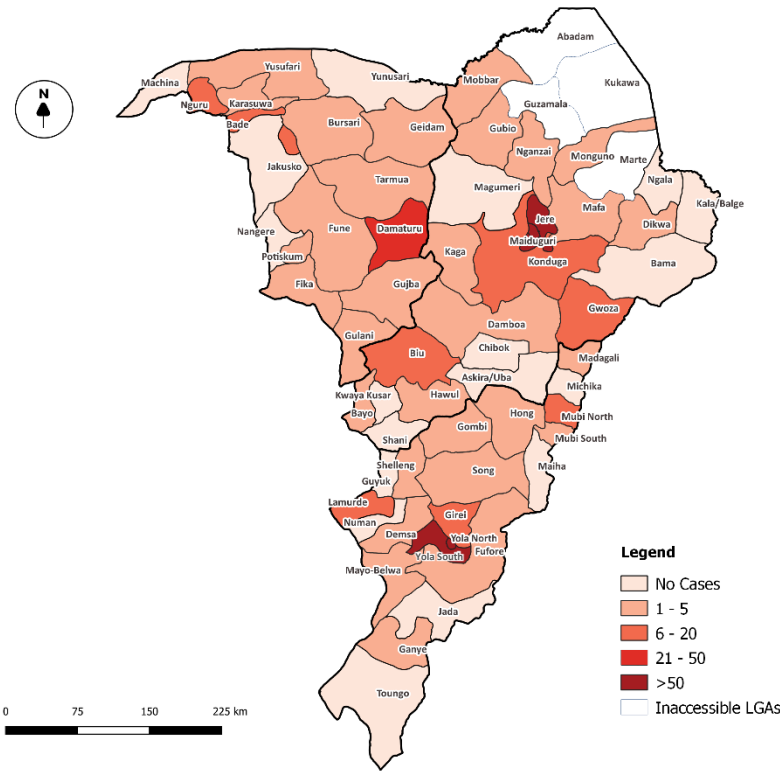 Abadam
Kukawa
Yusufari
Machina
Yunusari
Mobbar
Nguru
Karasuwa
Guzamala
Bade
Bursari
Geidam
Gubio
Nganzai
Monguno
Marte
Jakusko
Tarmua
Magumeri
Ngala
Kala/Balge
Mafa
Jere
Dikwa
Nangere
Fune
Damaturu
Maiduguri
Potiskum
Kaga
Konduga
Bama
Fika
Gujba
Gwoza
Damboa
Gulani
Chibok
Biu
Madagali
Askira/Uba
Michika
Kwaya Kusar
Hawul
Bayo
Hong
Mubi North
Gombi
Mubi South
Shani
Shelleng
Song
Maiha
Guyuk
Lamurde
Girei
Numan
Demsa
Yola North
Yola South
Fufore
Mayo-Belwa
Jada
Ganye
Toungo
N
Legend
No Cases
1 - 5
6 - 20
21 - 50
>50
Inaccessible LGAs
0 75 150 225 km